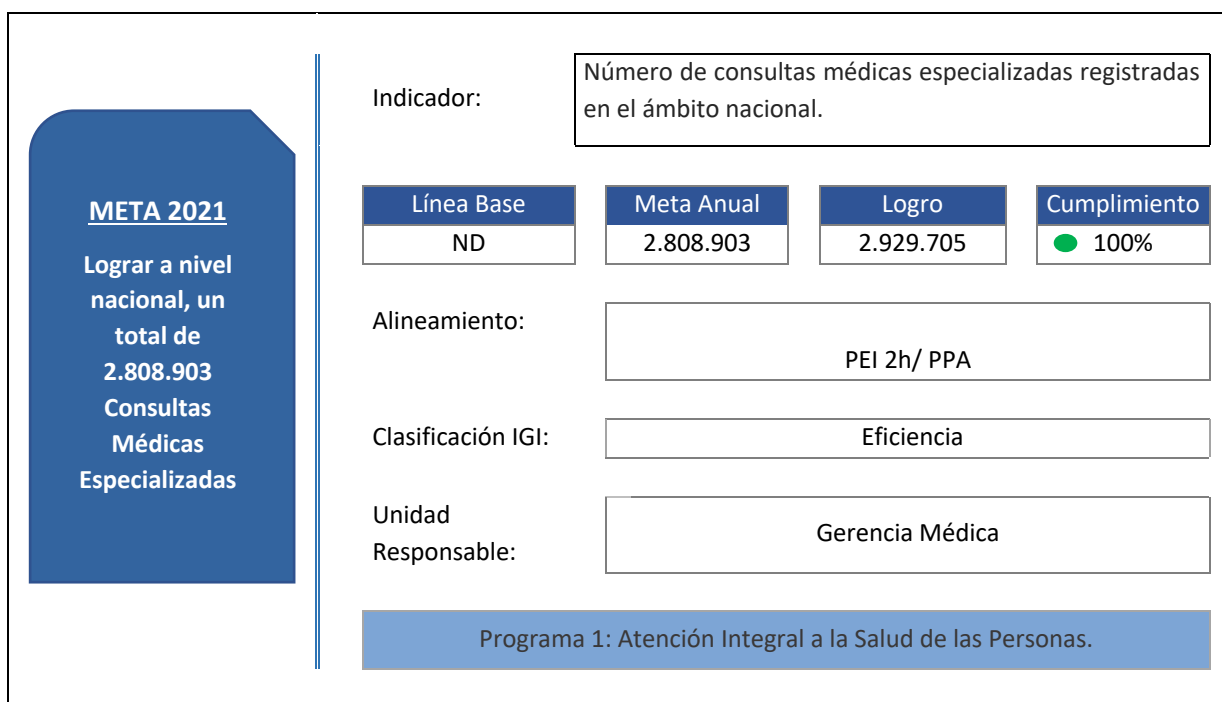 META 2021
Lograr a nivel
nacional, un
total de
2.808.903
Consultas
Médicas
Especializadas
Indicador:
Número de consultas médicas especializadas registradas
en el ámbito nacional.
Línea Base
Meta Anual
Logro
Cumplimiento
ND
2.808.903
2.929.705
100%
Alineamiento:
PEI 2h/ PPA
Clasificación IGI:
Eficiencia
Unidad
Responsable:
Gerencia Médica
Programa 1: Atención Integral a la Salud de las Personas.